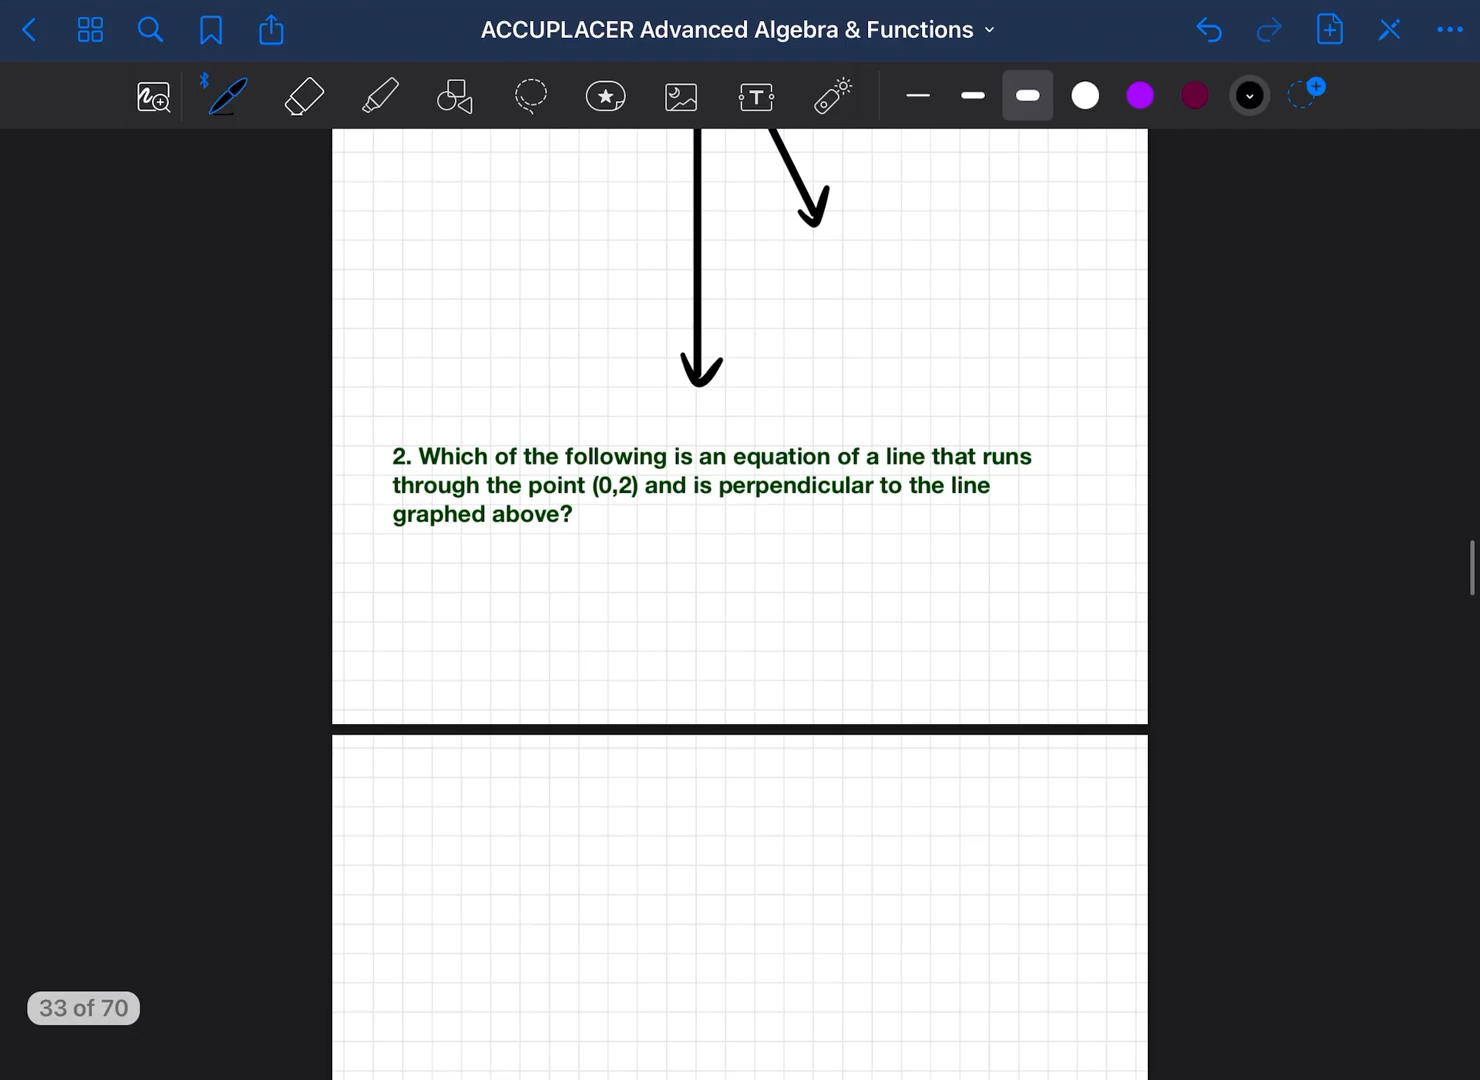 ACCUPLACER Advanced Algebra & Functions
T
2. Which of the following is an equation of a line that runs
through the point (0,2) and is perpendicular to the line
graphed above?
33 of 70